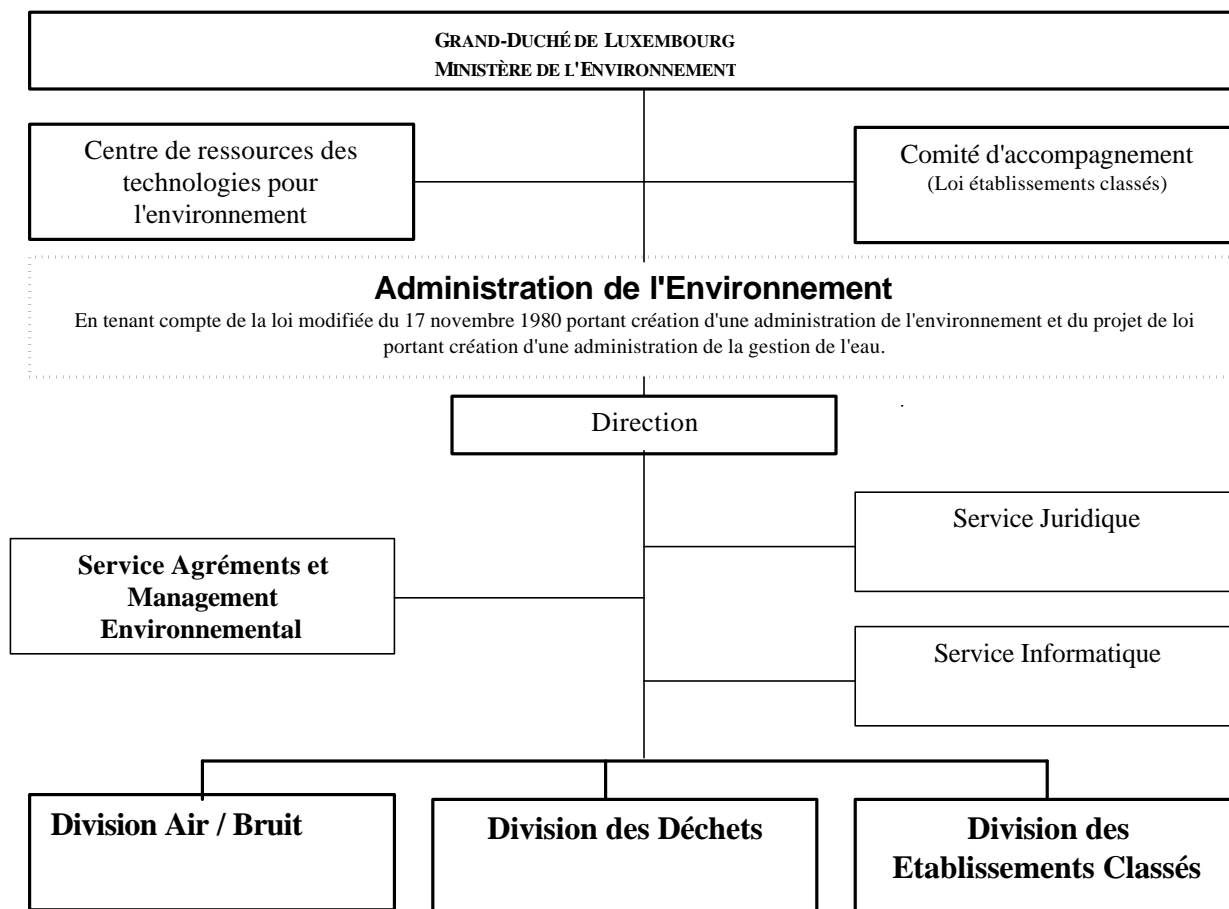 GRAND-DUCHÉ DE LUXEMBOURG
MINISTÈRE DE L'ENVIRONNEMENT
Centre de ressources des
technologies pour
l'environnement
Comité d'accompagnement
(Loi établissements classés)
Administration de l'Environnement
En tenant compte de la loi modifiée du 17 novembre 1980 portant création d'une administration de l'environnement et du projet de loi
portant création d'une administration de la gestion de l'eau.
Direction
.
Service Juridique
Service Agréments et
Management
Environnemental
Service Informatique
Division Air / Bruit
Division des Déchets
Division des
Etablissements Classés